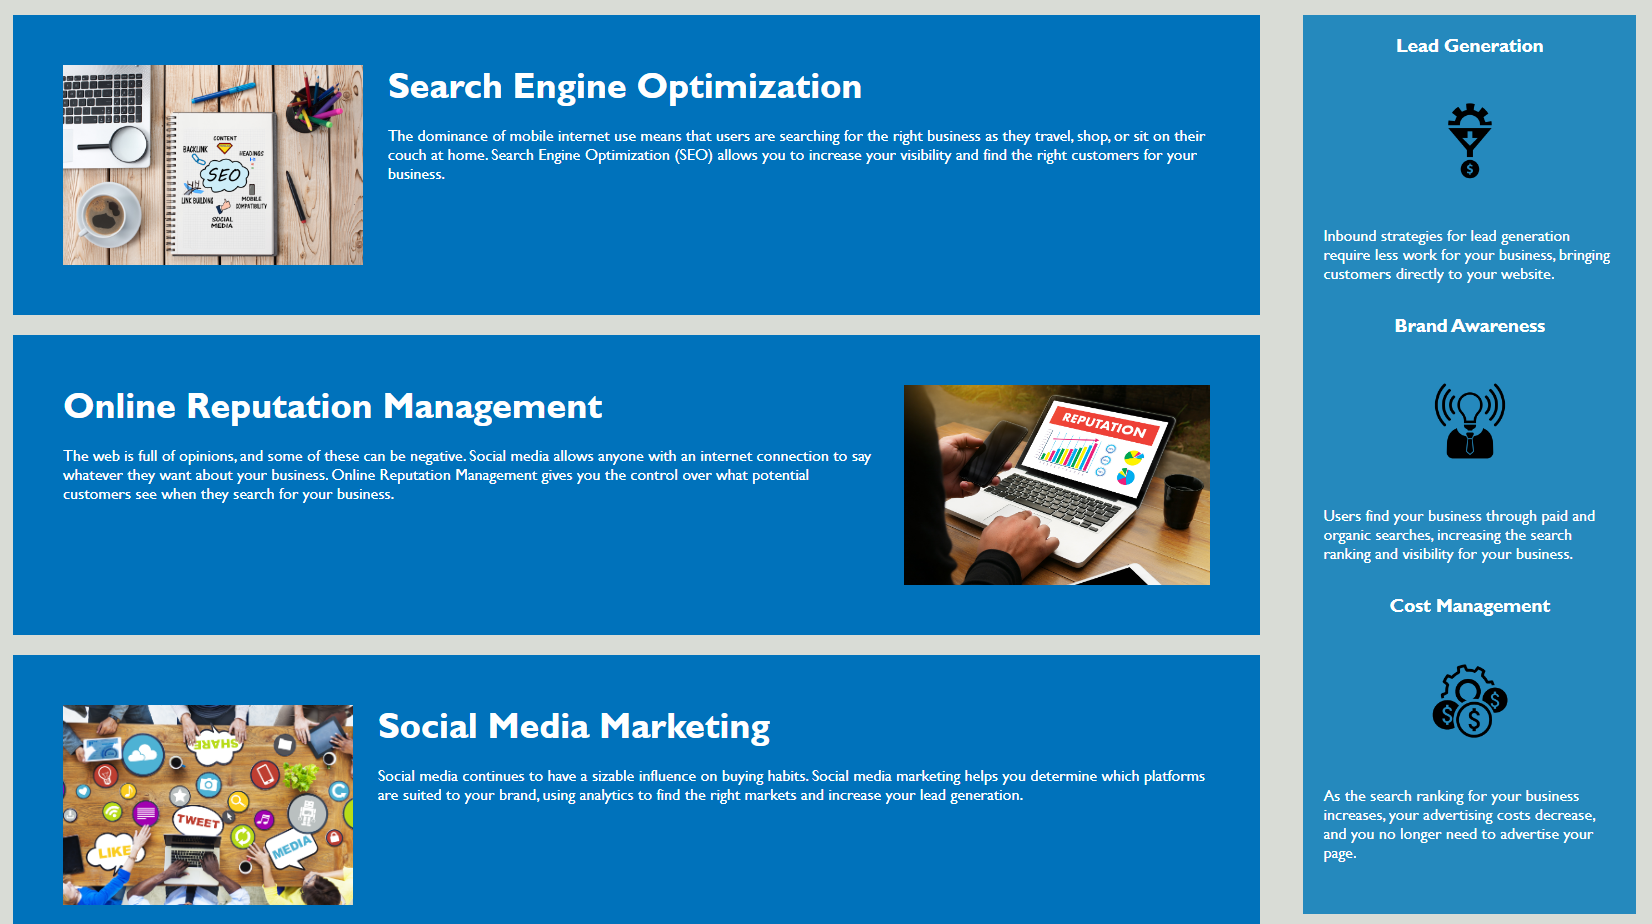 Search Engine Optimization
The dominance of mobile internet use means that users are searching for the right business as they travel, shop, or sit on their
couch at home. Search Engine Optimization (SEO) allows you to increase your visibility and find the right customers for your
business.
CONTENT
BACKLINK
HEADINGS
SEO
LINK BUILDING
MOBILE
COMPATIBILITY
SOCIAL
MEDIA
Online Reputation Management
The web is full of opinions, and some of these can be negative. Social media allows anyone with an internet connection to say
whatever they want about your business. Online Reputation Management gives you the control over what potential
customers see when they search for your business.
REPUTATION
Social Media Marketing
Social media continues to have a sizable influence on buying habits. Social media marketing helps you determine which platforms
are suited to your brand, using analytics to find the right markets and increase your lead generation.
SHARE
TWEET
LIKE
MEDIA
Lead Generation
$
Inbound strategies for lead generation
require less work for your business, bringing
customers directly to your website.
Brand Awareness
Users find your business through paid and
organic searches, increasing the search
ranking and visibility for your business.
Cost Management
$ $ $
As the search ranking for your business
increases, your advertising costs decrease,
and you no longer need to advertise your
page.